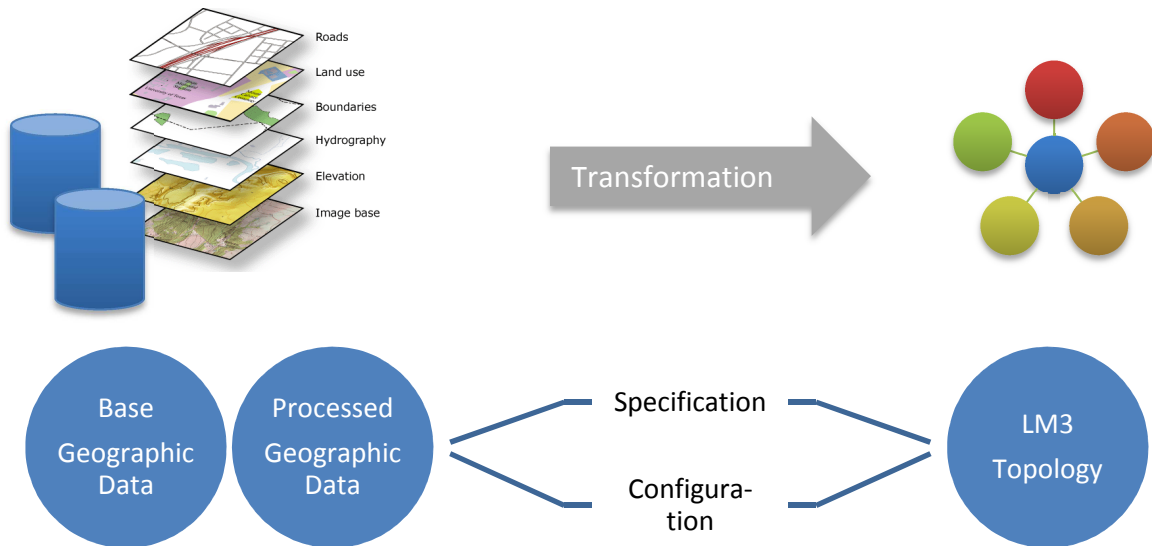 Roads
Land use
Boundaries
Hydrography
Elevation
Image base
Transformation
Base
Geographic
Data
Processed
Geographic
Data
Specification
Configura-
tion
LM3
Topology